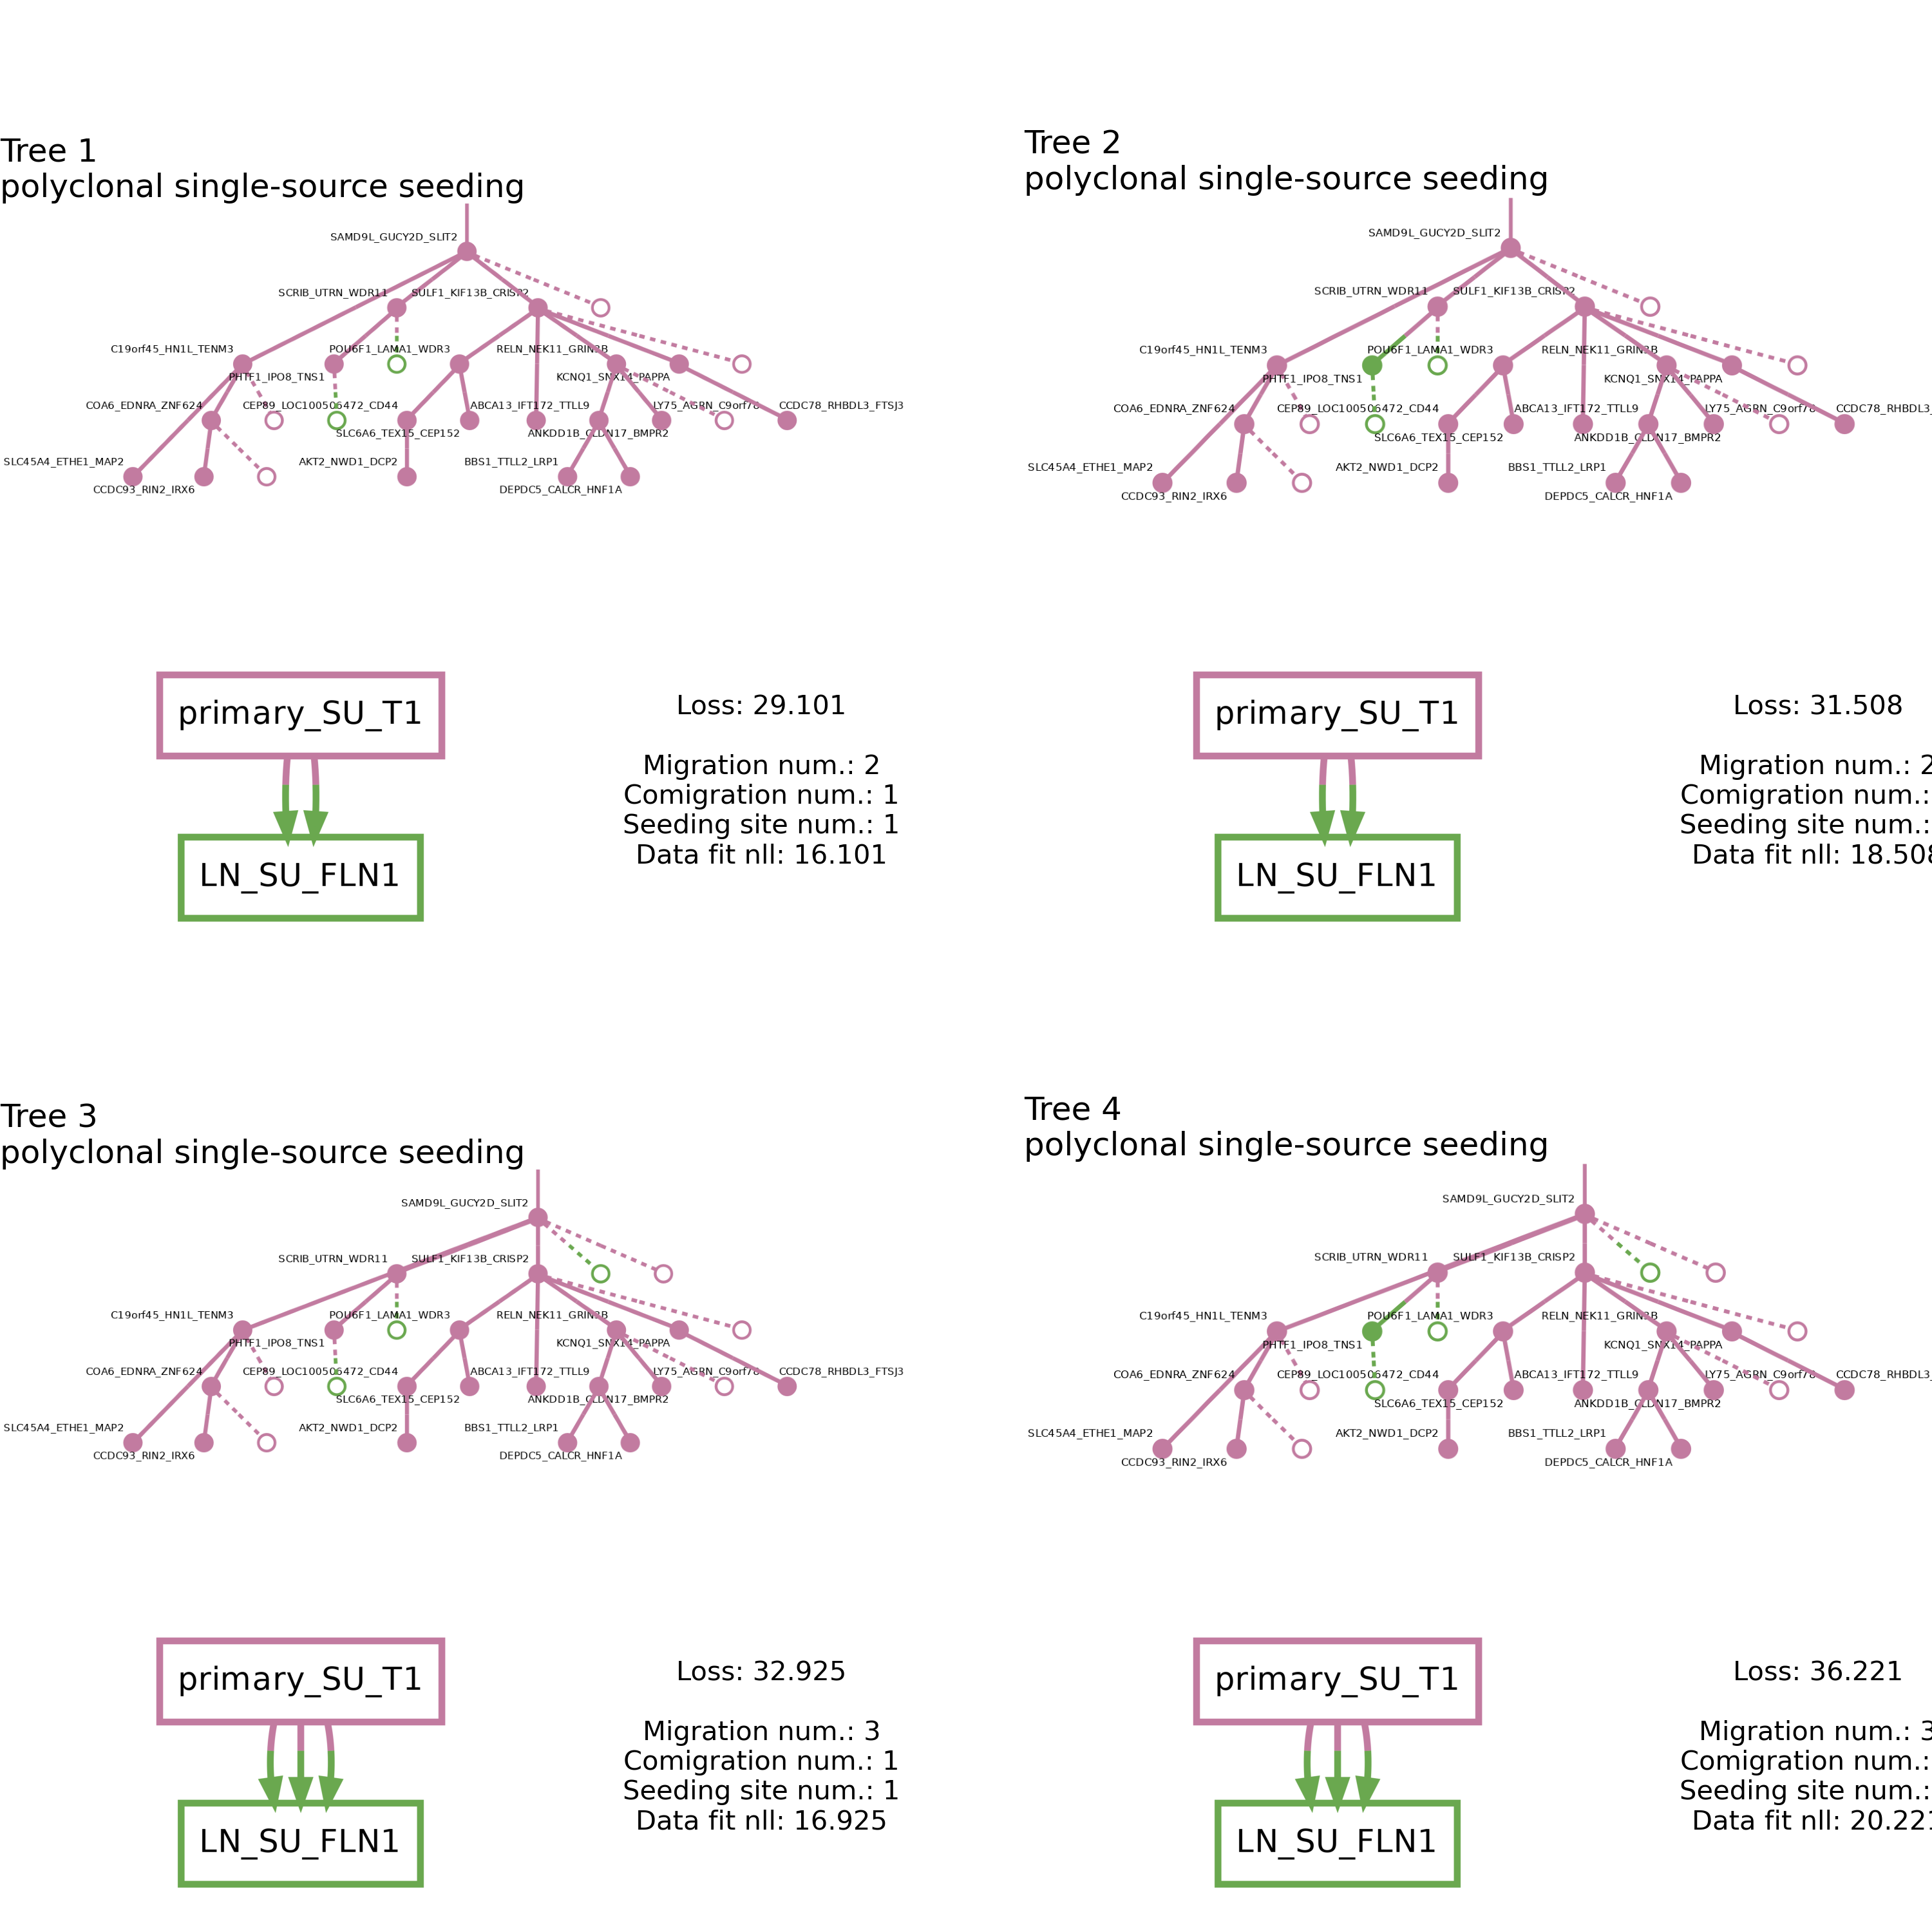 Tree 1
polyclonal single-source seeding
SAMD9L_GUCY2D_SLIT2
SCRIB_UTRN_WDR11
SULF1_KIF13B_CRISP2
C19orf45_HN1L_TENM3
POU6F1_LAMA1_WDR3
RELN_NEK11_GRIN3B
PHTF1_IPO8_TNS1
KCNQ1_SNX14_PAPPA
COA6_EDNRA_ZNF624
CEP89_LOC100506472_CD44
ABCA13_IFT172_TTLL9
LY75_AGRN_C9orf78
CCDC78_RHBDL3_FTSJ3
SLC6A6_TEX15_CEP152
ANKDD1B_CLDN17_BMPR2
SLC45A4_ETHE1_MAP2
AKT2_NWD1_DCP2
BBS1_TTLL2_LRP1
CCDC93_RIN2_IRX6
DEPDC5_CALCR_HNF1A
primary_SU_T1
LN_SU_FLN1
Loss: 29.101
Migration num.: 2
Comigration num.: 1
Seeding site num.: 1
Data fit nll: 16.101
Tree 2
polyclonal single-source seeding
SAMD9L_GUCY2D_SLIT2
SCRIB_UTRN_WDR11
SULF1_KIF13B_CRISP2
C19orf45_HN1L_TENM3
POU6F1_LAMA1_WDR3
RELN_NEK11_GRIN3B
PHTF1_IPO8_TNS1
KCNQ1_SNX14_PAPPA
COA6_EDNRA_ZNF624
CEP89_LOC100506472_CD44
ABCA13_IFT172_TTLL9
LY75_AGRN_C9orf78
CCDC78_RHBDL3_
SLC6A6_TEX15_CEP152
ANKDD1B_CLDN17_BMPR2
SLC45A4_ETHE1_MAP2
AKT2_NWD1_DCP2
BBS1_TTLL2_LRP1
CCDC93_RIN2_IRX6
DEPDC5_CALCR_HNF1A
primary_SU_T1
LN_SU_FLN1
Loss: 31.508
Migration num.: 2
Comigration num.:
Seeding site num.:
Data fit nll: 18.508
Tree 3
polyclonal single-source seeding
SAMD9L_GUCY2D_SLIT2
SCRIB_UTRN_WDR11
SULF1_KIF13B_CRISP2
C19orf45_HN1L_TENM3
POU6F1_LAMA1_WDR3
RELN_NEK11_GRIN3B
PHTF1_IPO8_TNS1
KCNQ1_SNX14_PAPPA
COA6_EDNRA_ZNF624
CEP89_LOC100506472_CD44
ABCA13_IFT172_TTLL9
LY75_AGRN_C9orf78
CCDC78_RHBDL3_FTSJ3
SLC6A6_TEX15_CEP152
ANKDD1B_CLDN17_BMPR2
SLC45A4_ETHE1_MAP2
AKT2_NWD1_DCP2
BBS1_TTLL2_LRP1
CCDC93_RIN2_IRX6
DEPDC5_CALCR_HNF1A
primary_SU_T1
LN_SU_FLN1
Loss: 32.925
Migration num.: 3
Comigration num.: 1
Seeding site num.: 1
Data fit nll: 16.925
Tree 4
polyclonal single-source seeding
SAMD9L_GUCY2D_SLIT2
SCRIB_UTRN_WDR11
SULF1_KIF13B_CRISP2
C19orf45_HN1L_TENM3
POU6F1_LAMA1_WDR3
RELN_NEK11_GRIN3B
PHTF1_IPO8_TNS1
KCNQ1_SNX14_PAPPA
COA6_EDNRA_ZNF624
CEP89_LOC100506472_CD44
ABCA13_IFT172_TTLL9
LY75_AGRN_C9orf78
CCDC78_RHBDL3_
SLC6A6_TEX15_CEP152
ANKDD1B_CLDN17_BMPR2
SLC45A4_ETHE1_MAP2
AKT2_NWD1_DCP2
BBS1_TTLL2_LRP1
CCDC93_RIN2_IRX6
DEPDC5_CALCR_HNF1A
primary_SU_T1
LN_SU_FLN1
Loss: 36.221
Migration num.: 3
Comigration num.:
Seeding site num.:
Data fit nll: 20.221